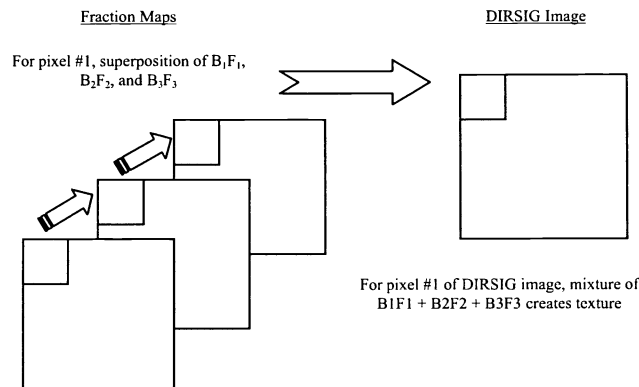 Fraction Maps
For pixel #1, superposition of B₁F₁,
B₂F₂, and B₃F₃
DIRSIG Image
For pixel #1 of DIRSIG image, mixture of
B1F1 + B2F2 + B3F3 creates texture